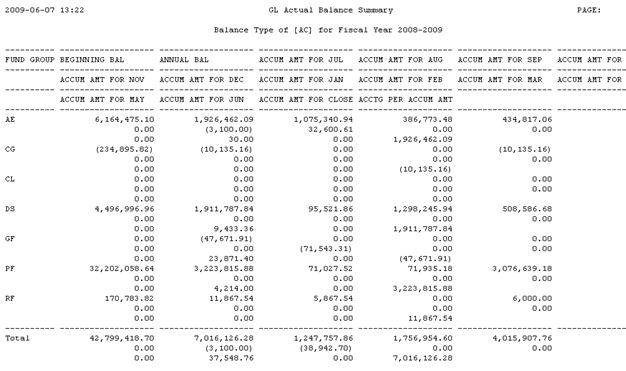 2009-06-07 13:22 GL Actual Balance Summary PAGE:
Balance Type of [AC] for Fiscal Year 2008-2009
FUND GROUP BEGINNING BAL ANNUAL BAL ACCUM AMT FOR JUL ACCUM AMT FOR AUG ACCUM AMT FOR SEP ACCUM AMT FOR
ACCUM AMT FOR NOV ACCUM AMT FOR DEC ACCUM AMT FOR JAN ACCUM AMT FOR FEB ACCUM AMT FOR MAR ACCUM AMT FOR
ACCUM AMT FOR MAY ACCUM AMT FOR JUN ACCUM AMT FOR CLOSE ACCTG PER ACCUM AMT
AE 6,164,475.10 1,926,462.09 1,075,340.94 386,773.48 434,817.06
0.00 (3,100.00) 32,600.61 0.00 0.00
0.00 30.00 0.00 1,926,462.09
CG (234,895.82) (10,135.16) 0.00 0.00 (10,135.16)
0.00 0.00 0.00 0.00 0.00
0.00 0.00 0.00 (10,135.16)
CL 0.00 0.00 0.00 0.00 0.00
0.00 0.00 0.00 0.00 0.00
0.00 0.00 0.00 0.00
DS 4,496,996.96 1,911,787.84 95,521.86 1,298,245.94 508,586.68
0.00 0.00 0.00 0.00 0.00
0.00 9,433.36 0.00 1,911,787.84
GF 0.00 (47,671.91) 0.00 0.00 0.00
0.00 0.00 (71,543.31) 0.00 0.00
0.00 23,871.40 0.00 (47,671.91)
PF 32,202,058.64 3,223,815.88 71,027.52 71,935.18 3,076,639.18
0.00 0.00 0.00 0.00 0.00
0.00 4,214.00 0.00 3,223,815.88
RF 170,783.82 11,867.54 5,867.54 0.00 6,000.00
0.00 0.00 0.00 0.00 0.00
0.00 0.00 0.00 11,867.54
Total 42,799,418.70 7,016,126.28 1,247,757.86 1,756,954.60 4,015,907.76
0.00 (3,100.00) (38,942.70) 0.00 0.00
0.00 37,548.76 0.00 7,016,126.28